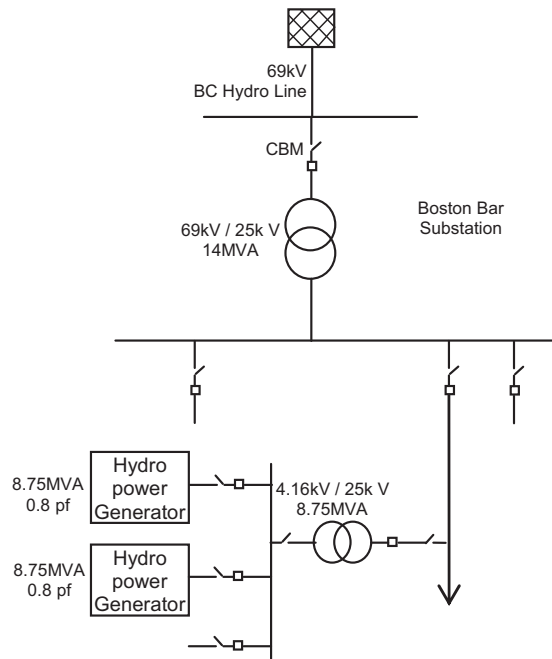 69kV
BC Hydro Line
CBM
69kV / 25k V
14MVA
Boston Bar
Substation
8.75MVA
0.8 pf
Hydro
power
Generator
4.16kV / 25k V
8.75MVA
8.75MVA
0.8 pf
Hydro
power
Generator